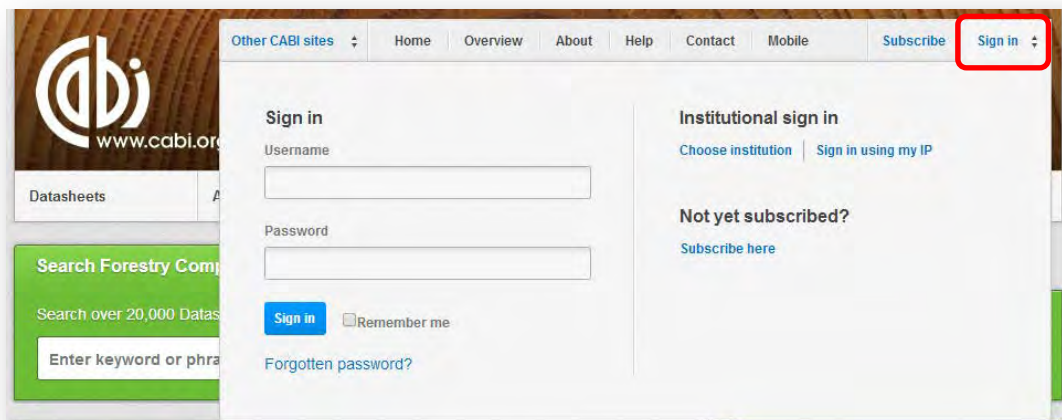 Other CABI sites Home Overview About Help Contact Mobile Subscribe Sign in
cabi
www.cabi.org
Sign in
Username
Password
Sign in Remember me
Forgotten password?
Institutional sign in
Choose institution Sign in using my IP
Not yet subscribed?
Subscribe here
Datasheets A
Search Forestry Comp
Search over 20,000 Datas
Enter keyword or phra